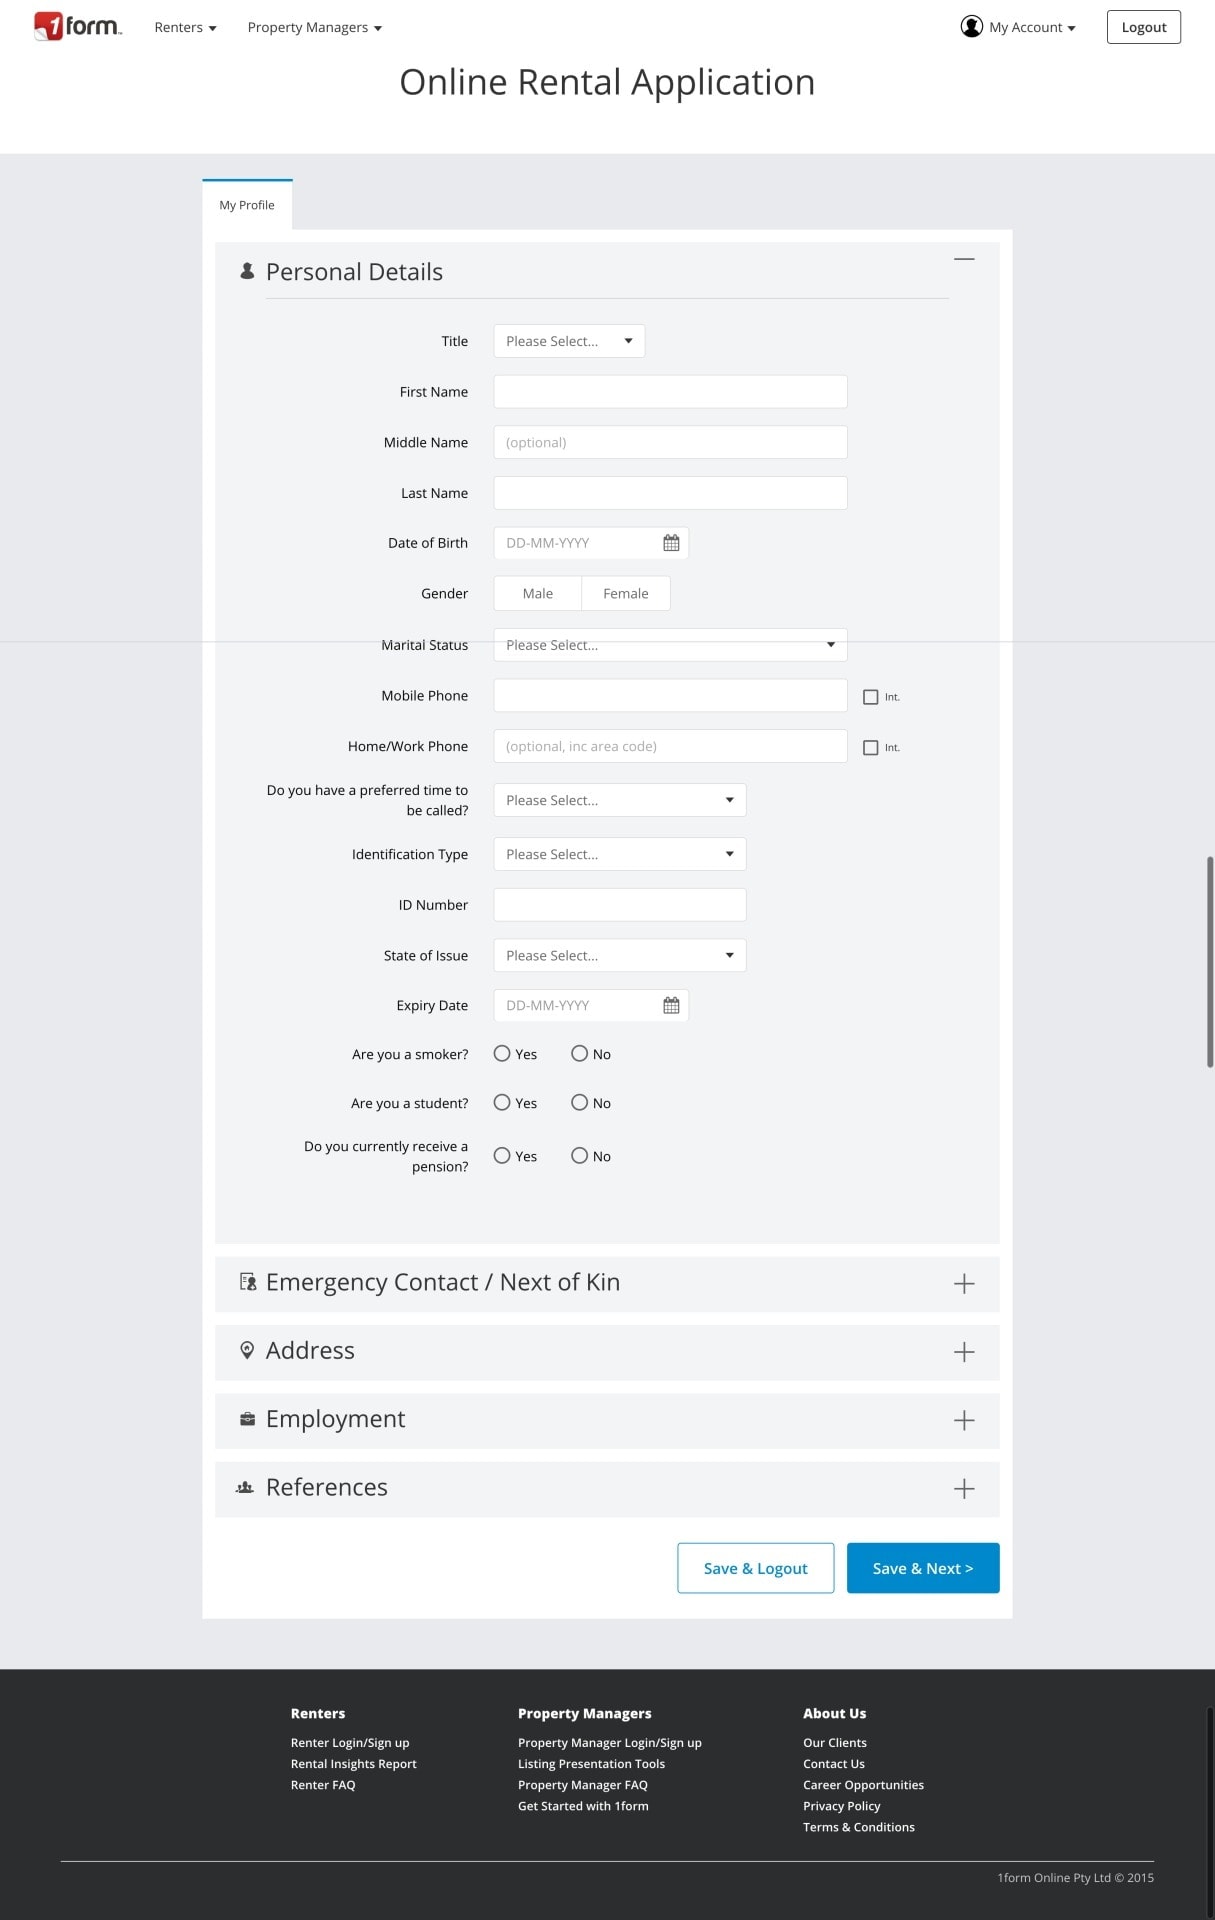 1form
Renters
Property Managers
My Account
Logout
Online Rental Application
My Profile
Personal Details
Title
Please Select...
First Name
Middle Name
(optional)
Last Name
Date of Birth
DD-MM-YYYY
Gender
Male
Female
Marital Status
Please Select...
Mobile Phone
Int.
Home/Work Phone
(optional, inc area code)
Int.
Do you have a preferred time to
be called?
Please Select...
Identification Type
Please Select...
ID Number
State of Issue
Please Select...
Expiry Date
DD-MM-YYYY
Are you a smoker?
Yes
No
Are you a student?
Yes
No
Do you currently receive a
pension?
Yes
No
Emergency Contact / Next of Kin
Address
Employment
References
Save & Logout
Save & Next >
Renters
Renter Login/Sign up
Rental Insights Report
Renter FAQ
Property Managers
Property Manager Login/Sign up
Listing Presentation Tools
Property Manager FAQ
Get Started with 1form
About Us
Our Clients
Contact Us
Career Opportunities
Privacy Policy
Terms & Conditions
1form Online Pty Ltd © 2015